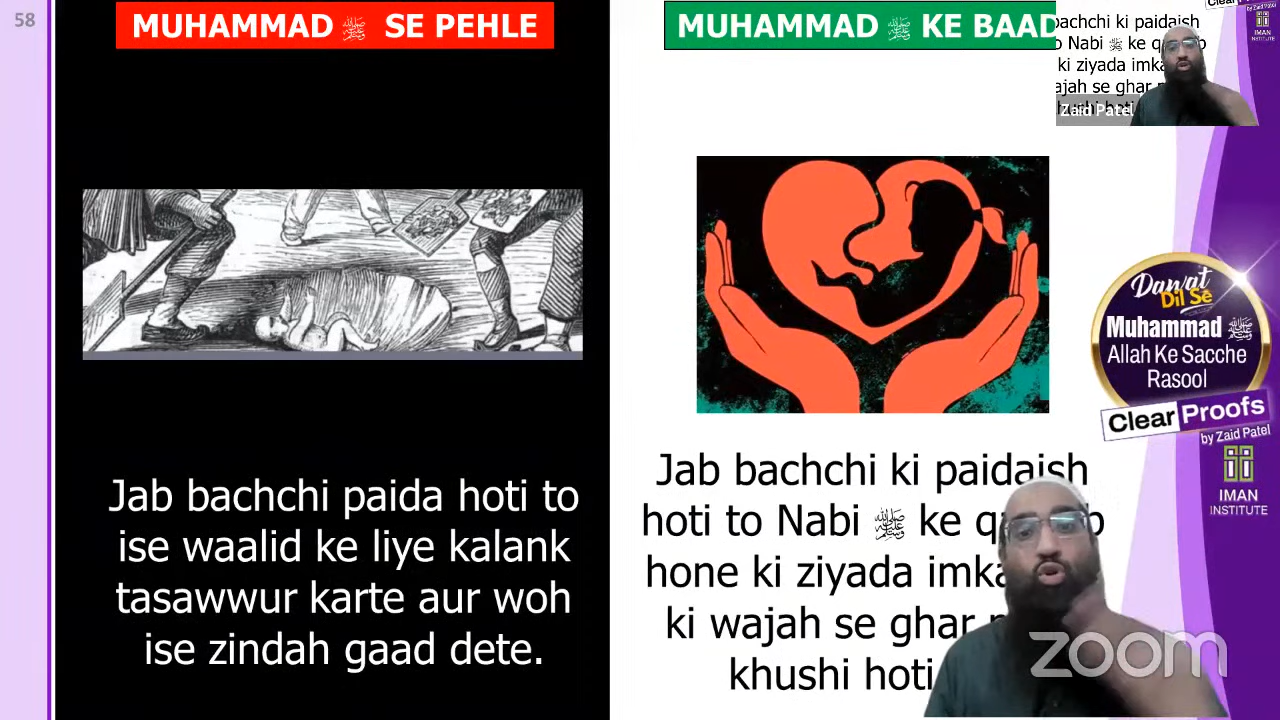 58
MUHAMMAD ﷺ SE PEHLE
Jab bachchi paida hoti to
ise waalid ke liye kalank
tasawwur karte aur woh
ise zindah gaad dete.
MUHAMMAD ﷺ KE BAAD
Jab bachchi ki paidaish
hoti to Nabi ﷺ ke
hone ki ziyada
ki wajah se ghar
khushi hoti
bachchi ki paidaish
Nabi ﷺ ke
ki ziyada
se ghar
Zaid Patel
IMAN
INSTITUTE
Dawat
Dil Se
Muhammad ﷺ
Allah Ke Sacche
Rasool
Clear Proofs
by Zaid Patel
IMAN
INSTITUTE
zoom